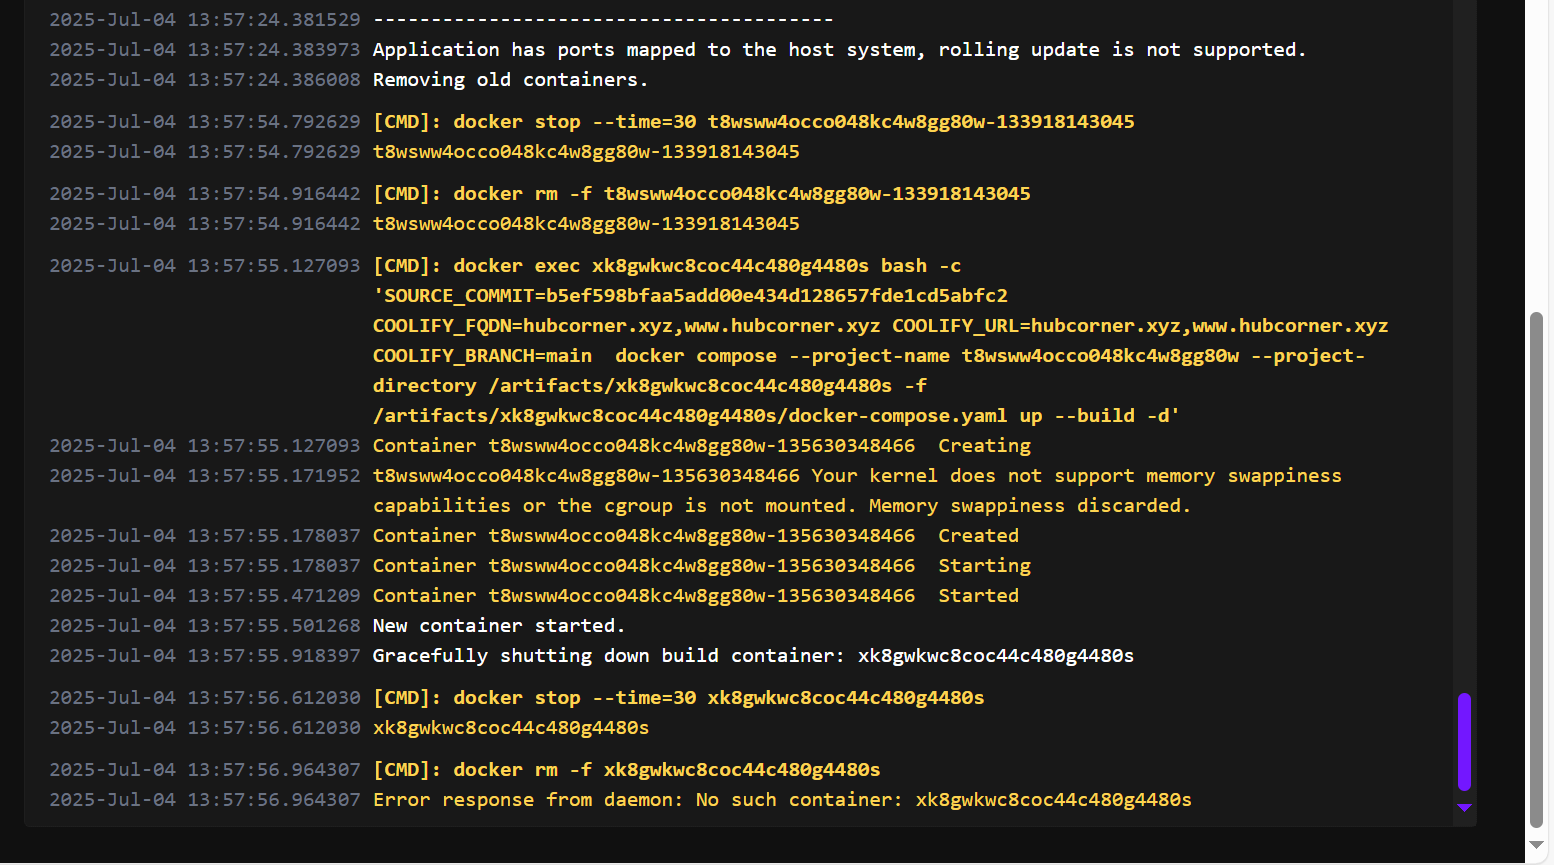 2025-Jul-04 13:57:24.381529 ----------------------------------------
2025-Jul-04 13:57:24.383973 Application has ports mapped to the host system, rolling update is not supported.
2025-Jul-04 13:57:24.386008 Removing old containers.
2025-Jul-04 13:57:54.792629 [CMD]: docker stop --time=30 t8wsww4occo048kc4w8gg80w-133918143045
2025-Jul-04 13:57:54.792629 t8wsww4occo048kc4w8gg80w-133918143045
2025-Jul-04 13:57:54.916442 [CMD]: docker rm -f t8wsww4occo048kc4w8gg80w-133918143045
2025-Jul-04 13:57:54.916442 t8wsww4occo048kc4w8gg80w-133918143045
2025-Jul-04 13:57:55.127093 [CMD]: docker exec xk8gwkwc8coc44c480g4480s bash -c
'SOURCE_COMMIT=b5ef598bfaa5add00e434d128657fde1cd5abfc2
COOLIFY_FQDN=hubcorner.xyz,www.hubcorner.xyz COOLIFY_URL=hubcorner.xyz,www.hubcorner.xyz
COOLIFY_BRANCH=main  docker compose --project-name t8wsww4occo048kc4w8gg80w --project-
directory /artifacts/xk8gwkwc8coc44c480g4480s -f
/artifacts/xk8gwkwc8coc44c480g4480s/docker-compose.yaml up --build -d'
2025-Jul-04 13:57:55.127093 Container t8wsww4occo048kc4w8gg80w-135630348466  Creating
2025-Jul-04 13:57:55.171952 t8wsww4occo048kc4w8gg80w-135630348466 Your kernel does not support memory swappiness
capabilities or the cgroup is not mounted. Memory swappiness discarded.
2025-Jul-04 13:57:55.178037 Container t8wsww4occo048kc4w8gg80w-135630348466  Created
2025-Jul-04 13:57:55.178037 Container t8wsww4occo048kc4w8gg80w-135630348466  Starting
2025-Jul-04 13:57:55.471209 Container t8wsww4occo048kc4w8gg80w-135630348466  Started
2025-Jul-04 13:57:55.501268 New container started.
2025-Jul-04 13:57:55.918397 Gracefully shutting down build container: xk8gwkwc8coc44c480g4480s
2025-Jul-04 13:57:56.612030 [CMD]: docker stop --time=30 xk8gwkwc8coc44c480g4480s
2025-Jul-04 13:57:56.612030 xk8gwkwc8coc44c480g4480s
2025-Jul-04 13:57:56.964307 [CMD]: docker rm -f xk8gwkwc8coc44c480g4480s
2025-Jul-04 13:57:56.964307 Error response from daemon: No such container: xk8gwkwc8coc44c480g4480s